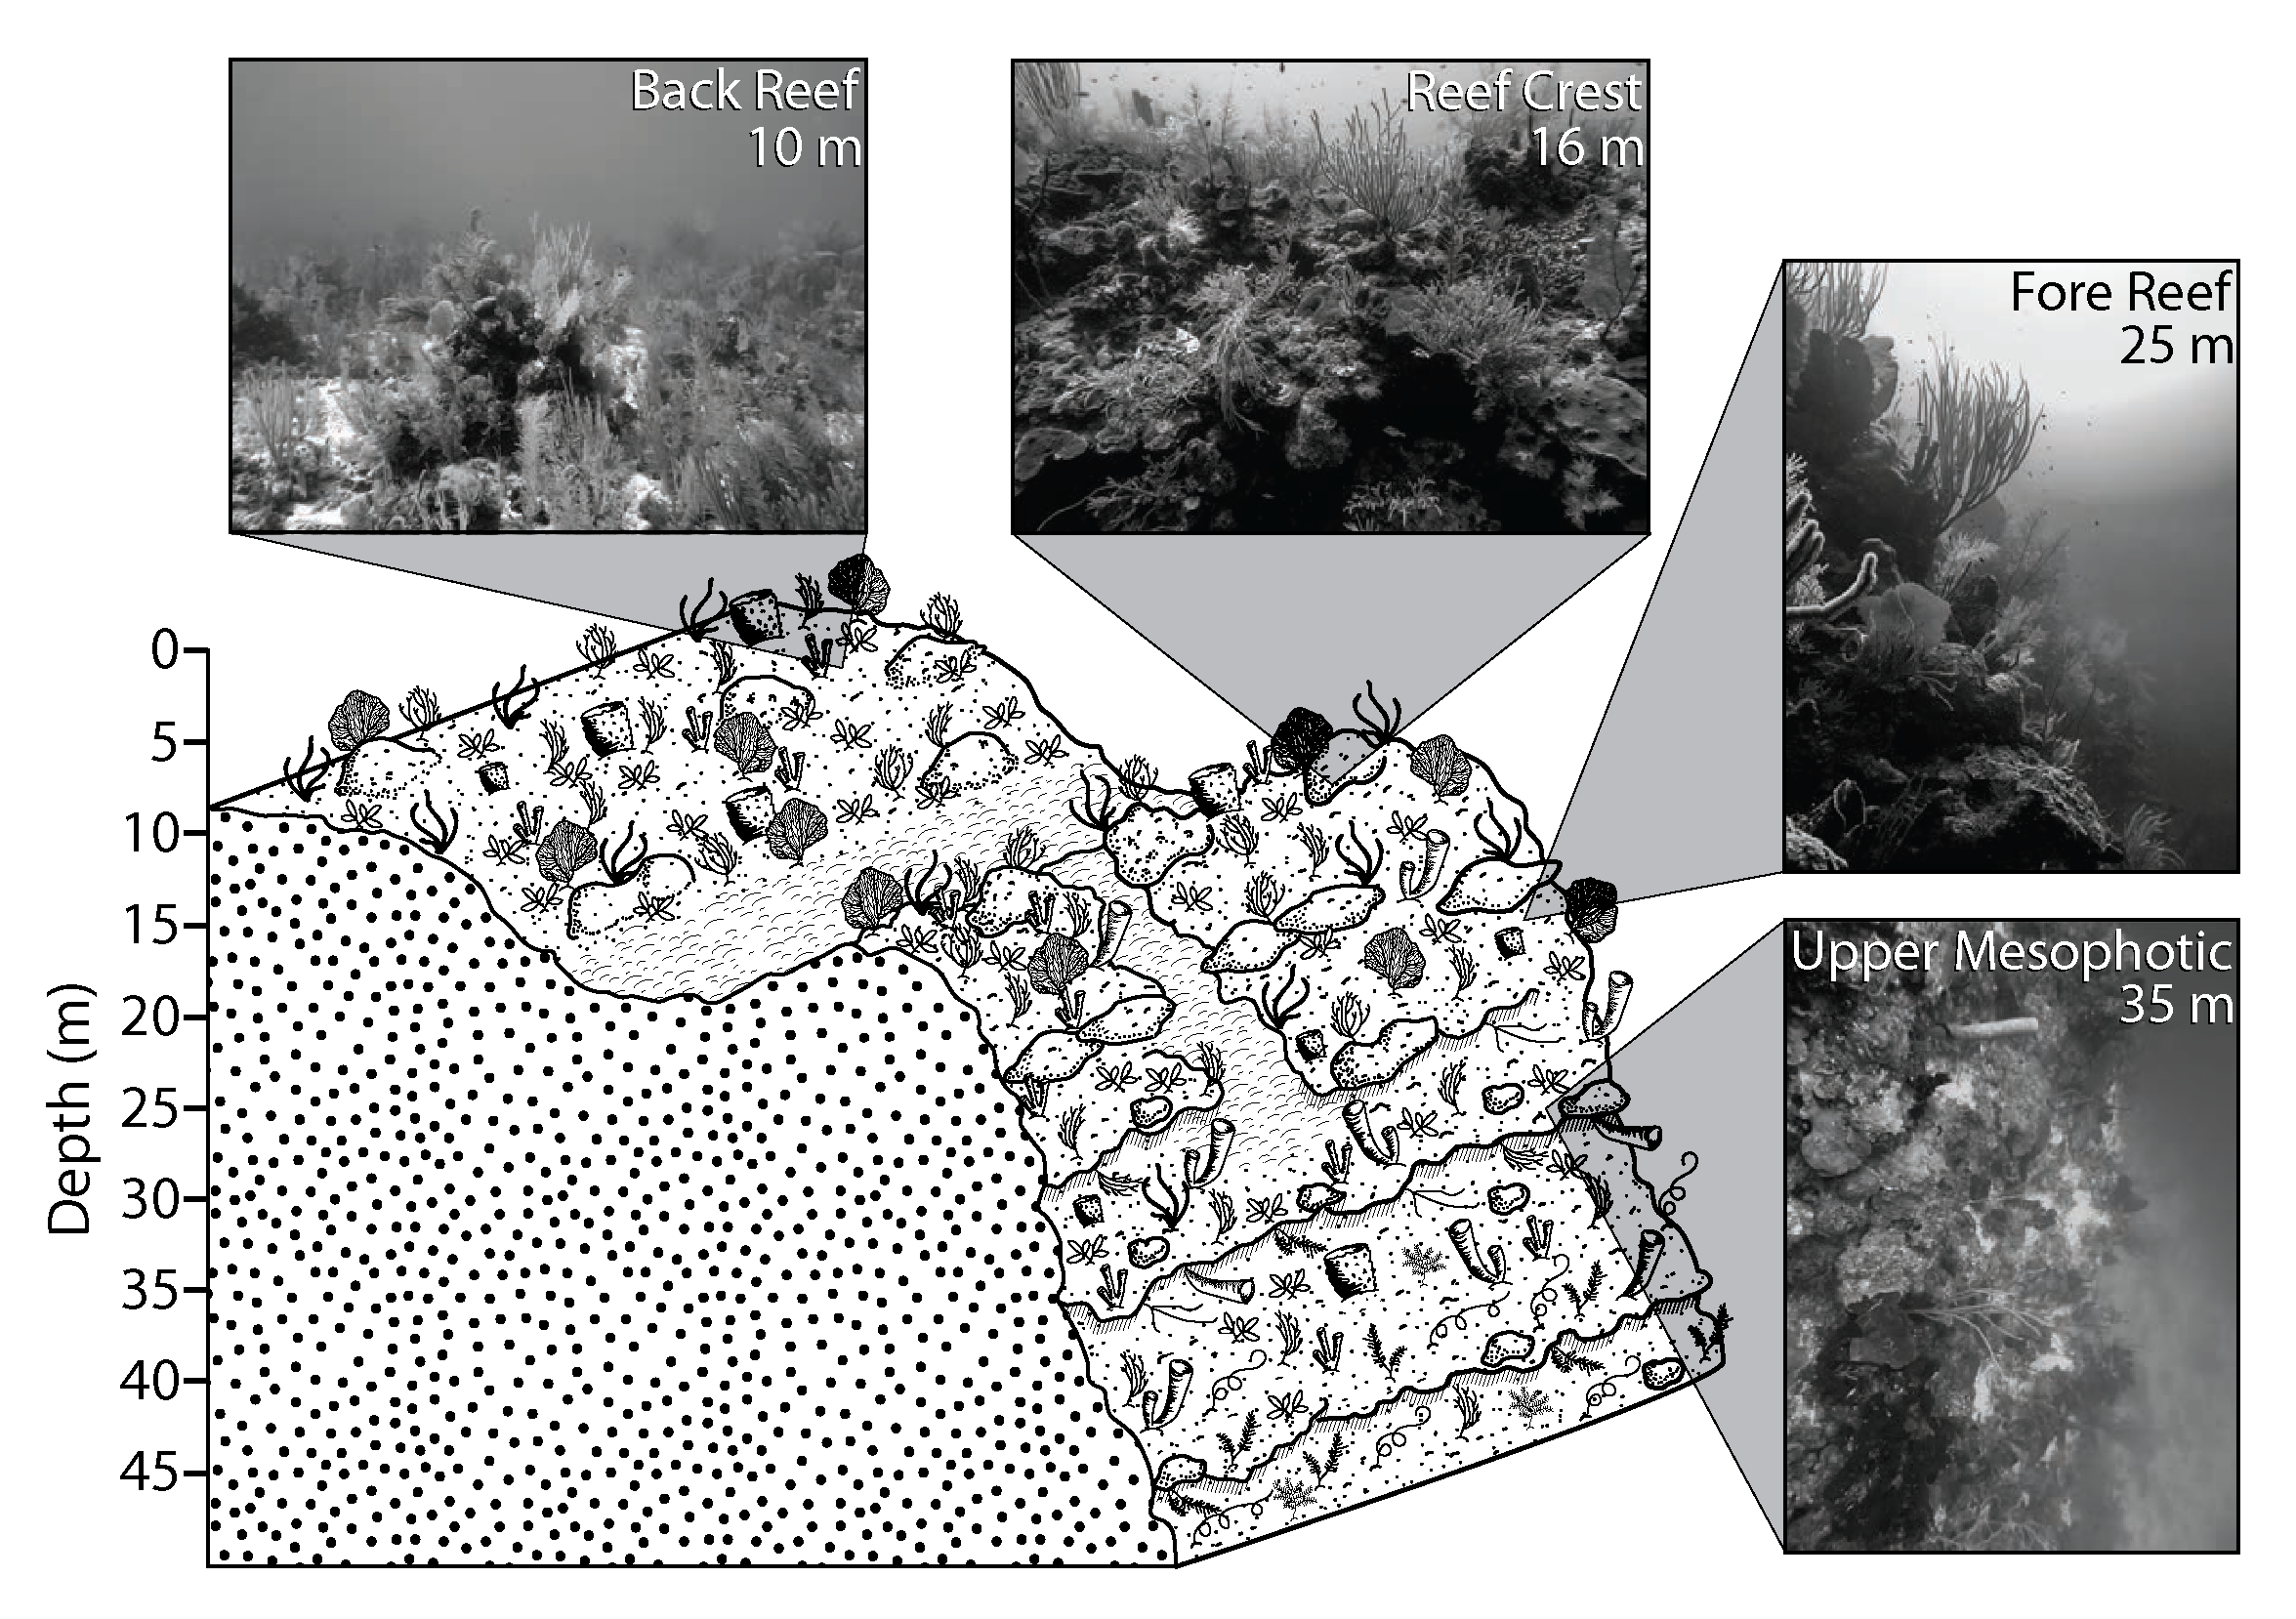 Back Reef
10 m
Reef Crest
16 m
Fore Reef
25 m
Upper Mesophotic
35 m
Depth (m)
0
5
10
15
20
25
30
35
40
45